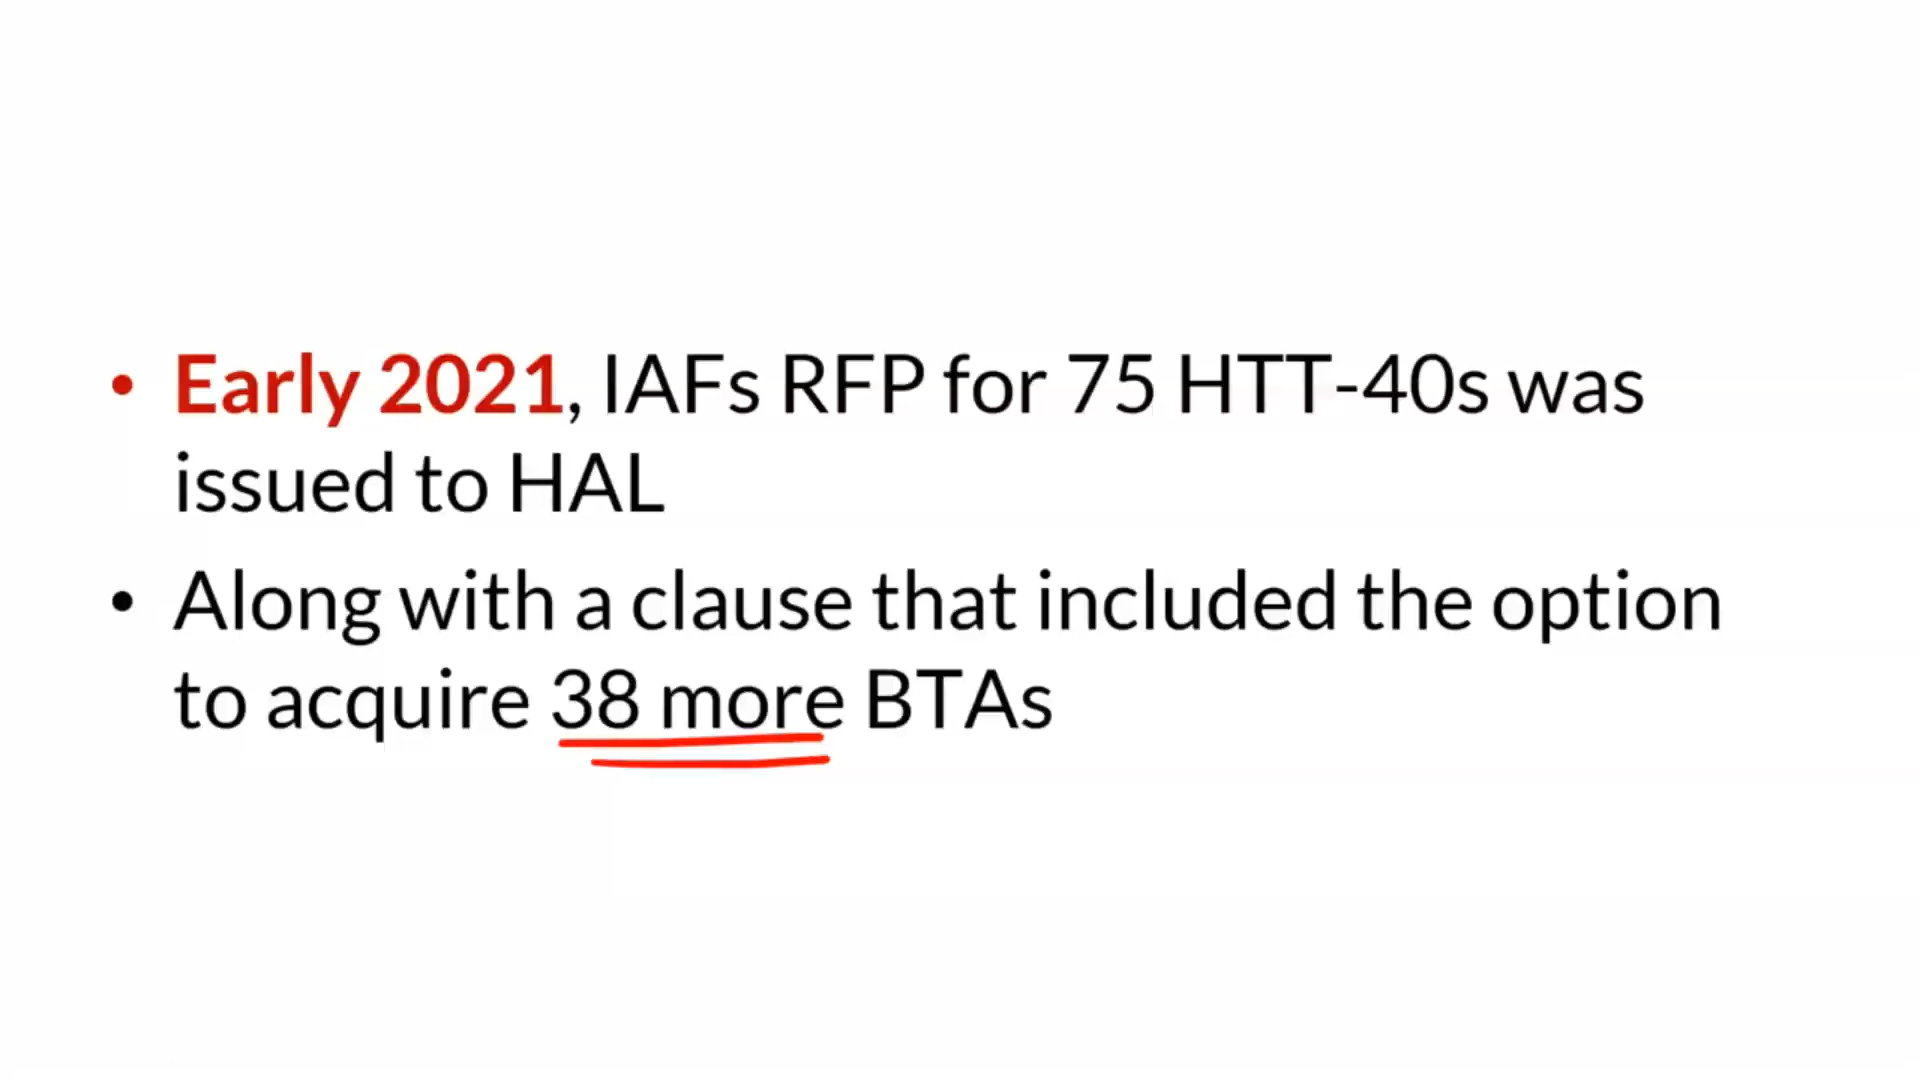 • Early 2021, IAFs RFP for 75 HTT-40s was
issued to HAL
• Along with a clause that included the option
to acquire 38 more BTAs